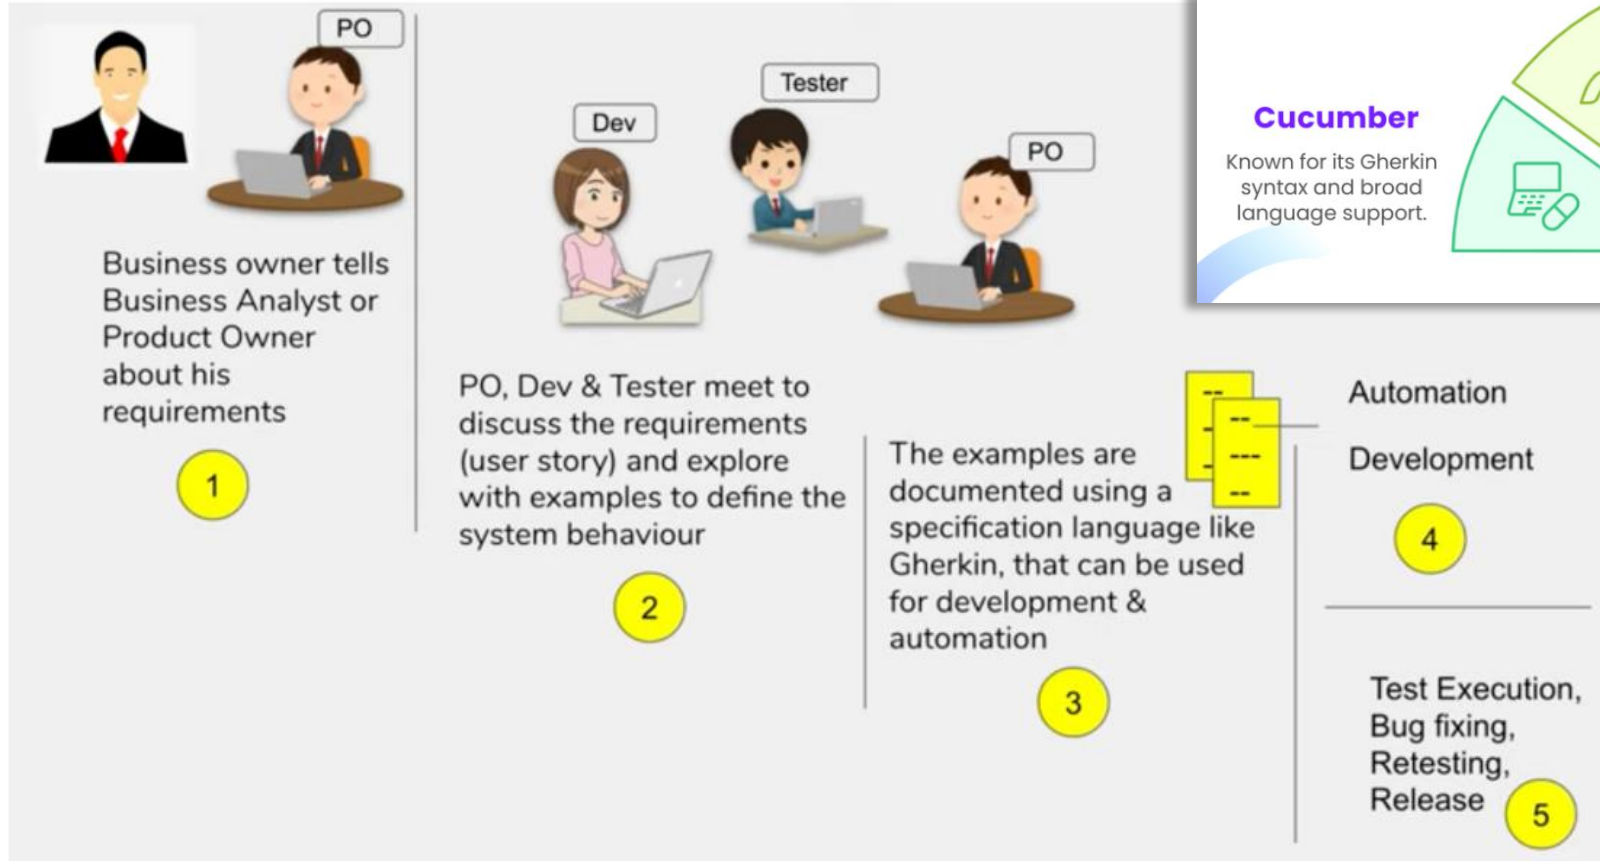 PO
Business owner tells
Business Analyst or
Product Owner
about his
requirements
1
Dev
Tester
PO
PO, Dev & Tester meet to
discuss the requirements
(user story) and explore
with examples to define the
system behaviour
2
The examples are
documented using a
specification language like
Gherkin, that can be used
for development &
automation
3
Automation
Development
4
Test Execution,
Bug fixing,
Retesting,
Release
5
Cucumber
Known for its Gherkin
syntax and broad
language support.